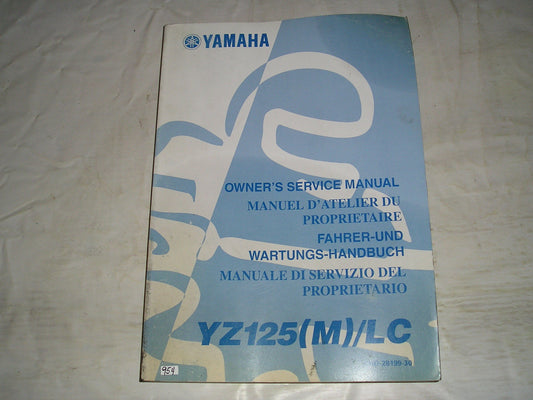 YAMAHA
OWNER'S SERVICE MANUAL
MANUEL D'ATELIER DU
PROPRIETAIRE
FAHRER-UND
WARTUNGS-HANDBUCH
MANUALE DI SERVIZIO DEL
PROPRIETARIO
YZ125(M)/LC
959